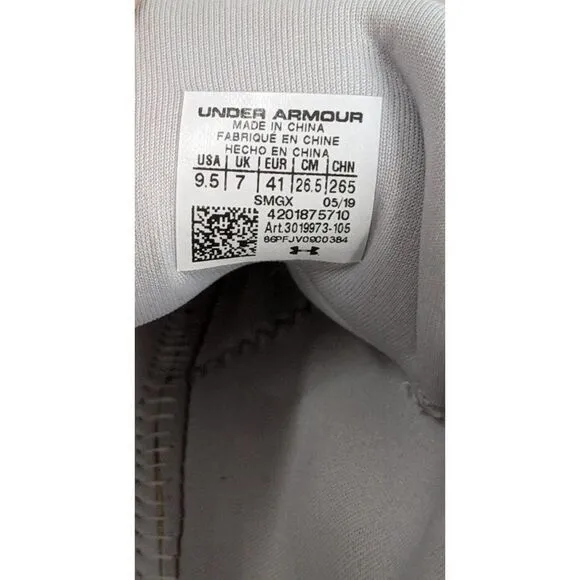 UNDER ARMOUR
MADE IN CHINA
FABRIQUÉ EN CHINE
HECHO EN CHINA
USA | UK | EUR | CM | CHN
9.5 | 7 | 41 | 26.5 | 265
SMGX 05/19
4201875710
Art.3019973-105
86PFJV0900384